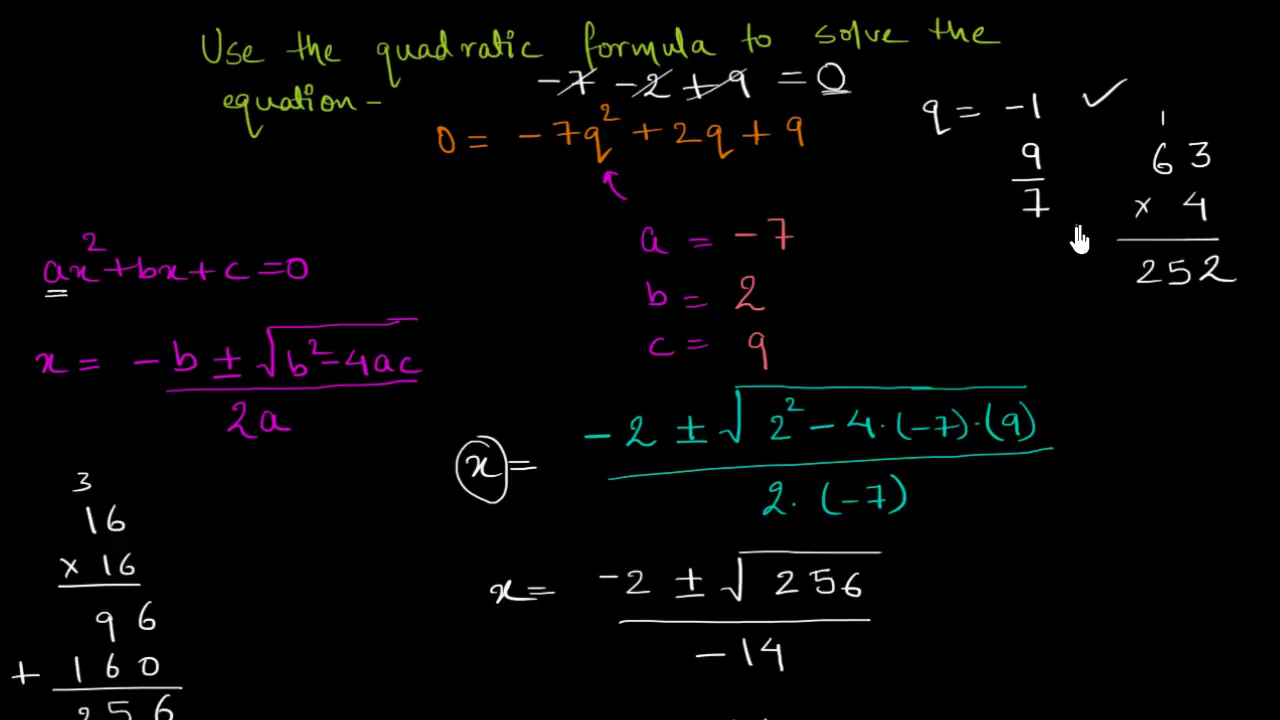 Use the quadratic formula to solve the
equation-
-7 -2 +9 = 0
0 = -7q² + 2q + 9
q = -1 ✓
9
7
1
63
× 4
252
a = -7
b = 2
c = 9
ax²+bx+c=0
x = -b ± √b²-4ac
2a
x = -2 ± √2²-4·(-7)·(9)
2·(-7)
x = -2 ± √256
-14
3
16
× 16
96
+ 160
256